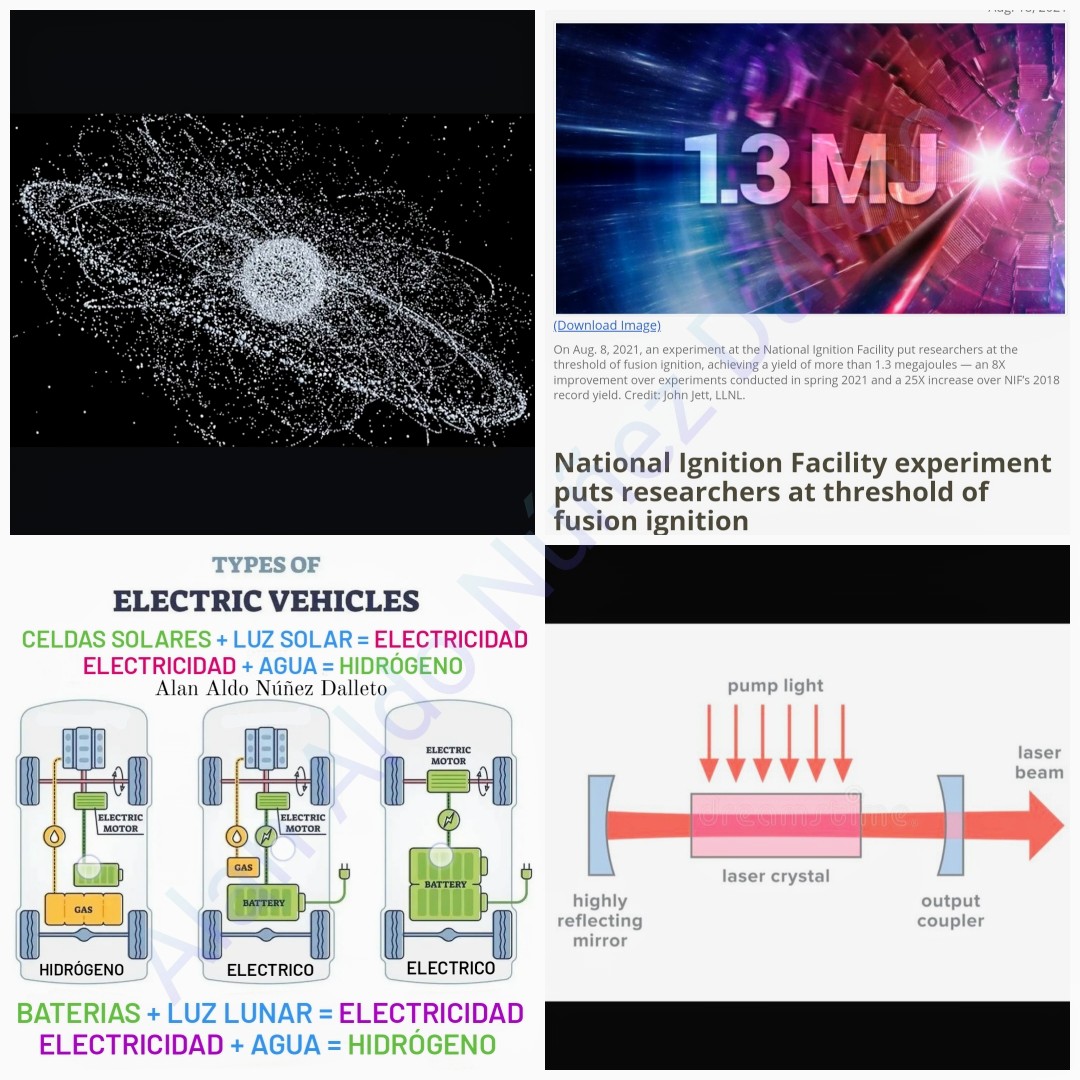 Aug. 18, 2021
1.3 MJ
(Download Image)
On Aug. 8, 2021, an experiment at the National Ignition Facility put researchers at the
threshold of fusion ignition, achieving a yield of more than 1.3 megajoules — an 8X
improvement over experiments conducted in spring 2021 and a 25X increase over NIF's 2018
record yield. Credit: John Jett, LLNL.
National Ignition Facility experiment
puts researchers at threshold of
fusion ignition
TYPES OF
ELECTRIC VEHICLES
CELDAS SOLARES + LUZ SOLAR = ELECTRICIDAD
ELECTRICIDAD + AGUA = HIDRÓGENO
Alan Aldo Núñez Dalleto
ELECTRIC
MOTOR
GAS
HIDRÓGENO
ELECTRIC
MOTOR
GAS
BATTERY
ELECTRICO
ELECTRIC
MOTOR
BATTERY
ELECTRICO
BATERIAS + LUZ LUNAR = ELECTRICIDAD
ELECTRICIDAD + AGUA = HIDRÓGENO
pump light
laser
beam
dreamstime
laser crystal
highly
reflecting
mirror
output
coupler
Alan Aldo Núñez Dalleto